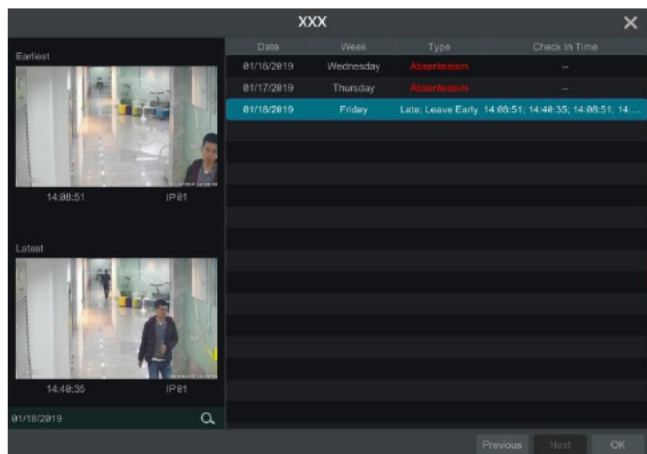 XXX
Earliest
14:08:51 IP01
Latest
14:40:35 IP01
01/18/2019
Date Week Type Check In Time
01/16/2019 Wednesday Absenteeism --
01/17/2019 Thursday Absenteeism --
01/18/2019 Friday Late; Leave Early 14:08:51; 14:40:35; 14:08:51; 14:...
Previous Next OK